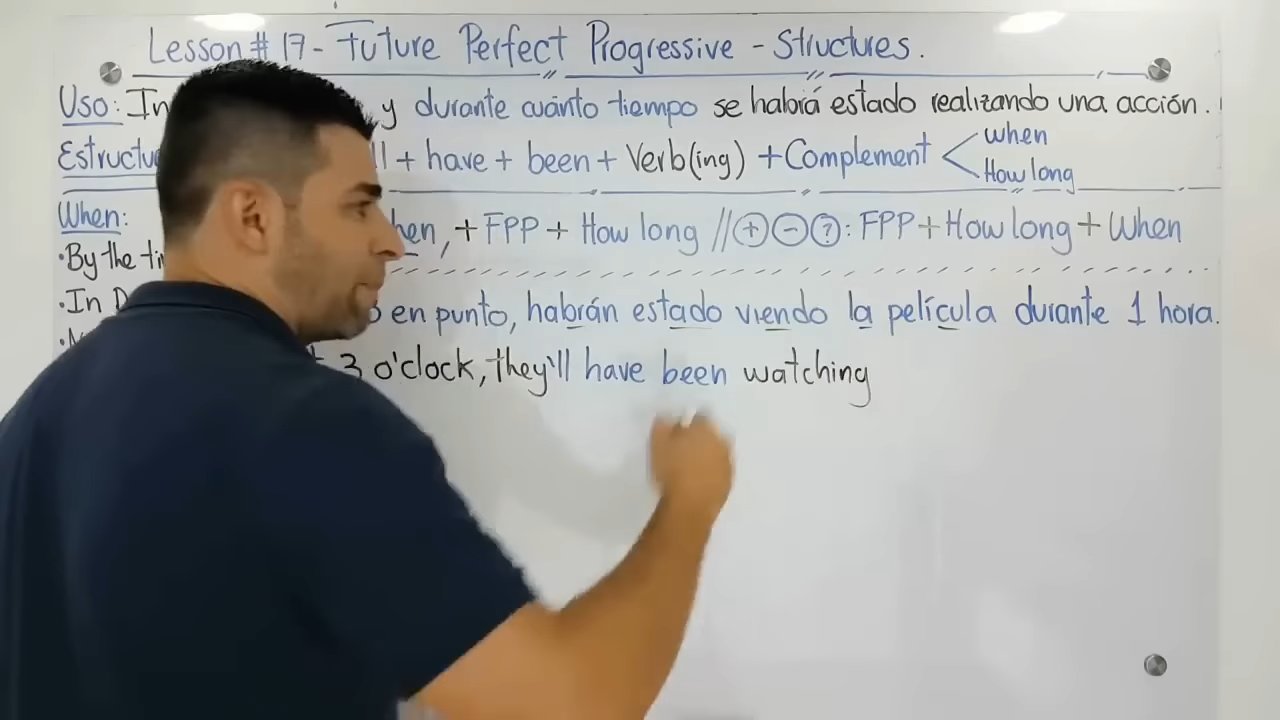 Lesson # 17 - Future Perfect Progressive - Structures.
Uso: In y durante cuánto tiempo se habrá estado realizando una acción.
Estructu ll + have + been + Verb(ing) + Complement < when
How long
When: hen, + FPP + How long // + - ? : FPP + How long + When
• By the ti
• In en punto, habrán estado viendo la película durante 1 hora.
3 o'clock, they'll have been watching